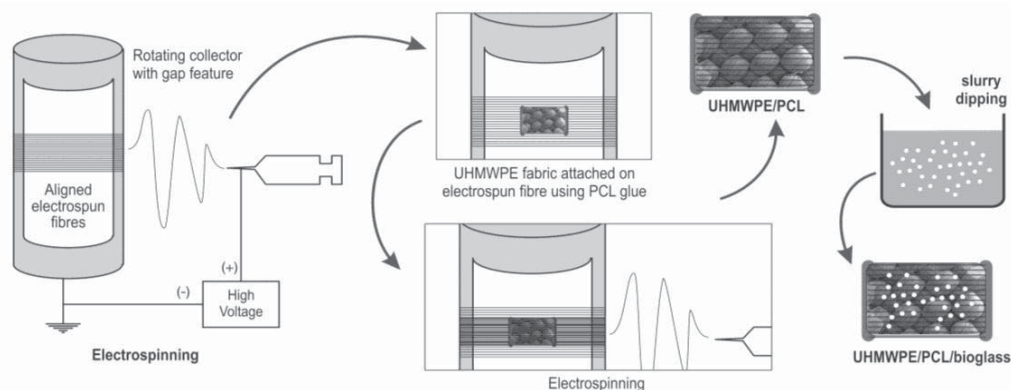 Rotating collector
with gap feature
Aligned
electrospun
fibres
(+)
(-)
High
Voltage
Electrospinning
UHMWPE fabric attached on
electrospun fibre using PCL glue
Electrospinning
UHMWPE/PCL
slurry
dipping
UHMWPE/PCL/bioglass